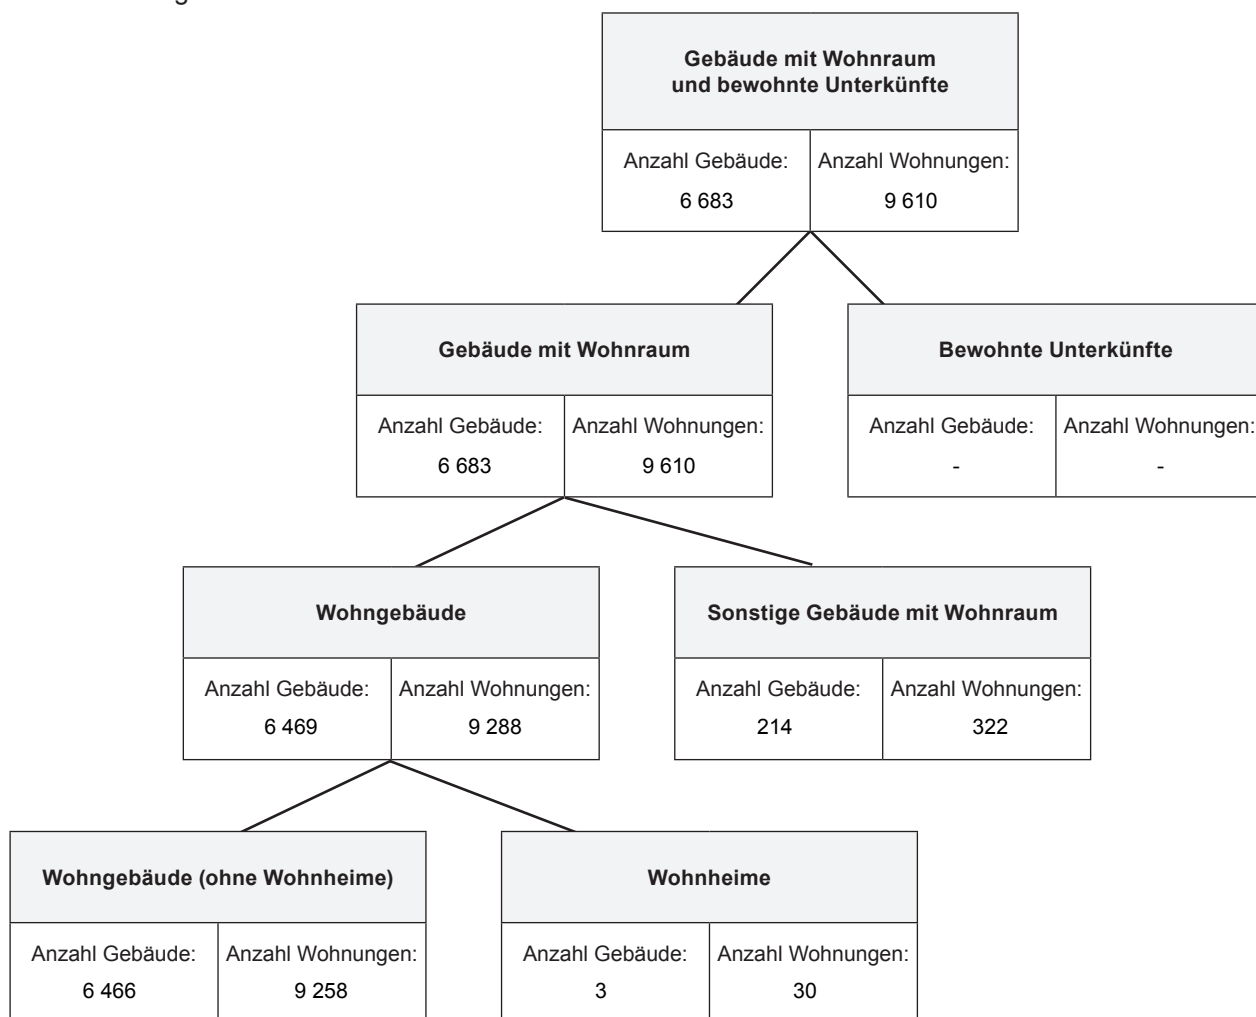 Gebäude mit Wohnraum
und bewohnte Unterkünfte
Anzahl Gebäude: Anzahl Wohnungen:
6 683 9 610
Gebäude mit Wohnraum
Anzahl Gebäude: Anzahl Wohnungen:
6 683 9 610
Bewohnte Unterkünfte
Anzahl Gebäude: Anzahl Wohnungen:
- -
Wohngebäude
Anzahl Gebäude: Anzahl Wohnungen:
6 469 9 288
Sonstige Gebäude mit Wohnraum
Anzahl Gebäude: Anzahl Wohnungen:
214 322
Wohngebäude (ohne Wohnheime)
Anzahl Gebäude: Anzahl Wohnungen:
6 466 9 258
Wohnheime
Anzahl Gebäude: Anzahl Wohnungen:
3 30